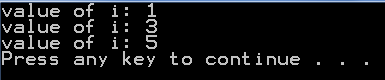 value of i: 1
value of i: 3
value of i: 5
Press any key to continue . . .